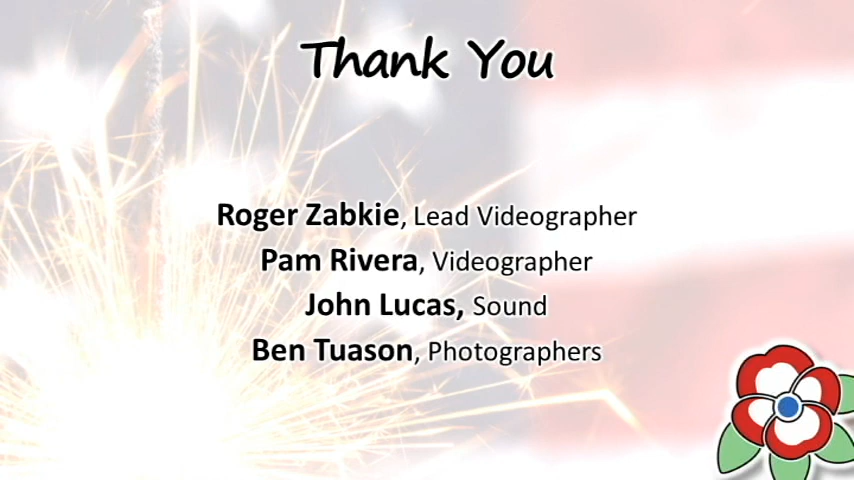 Thank You
Roger Zabkie, Lead Videographer
Pam Rivera, Videographer
John Lucas, Sound
Ben Tuason, Photographers